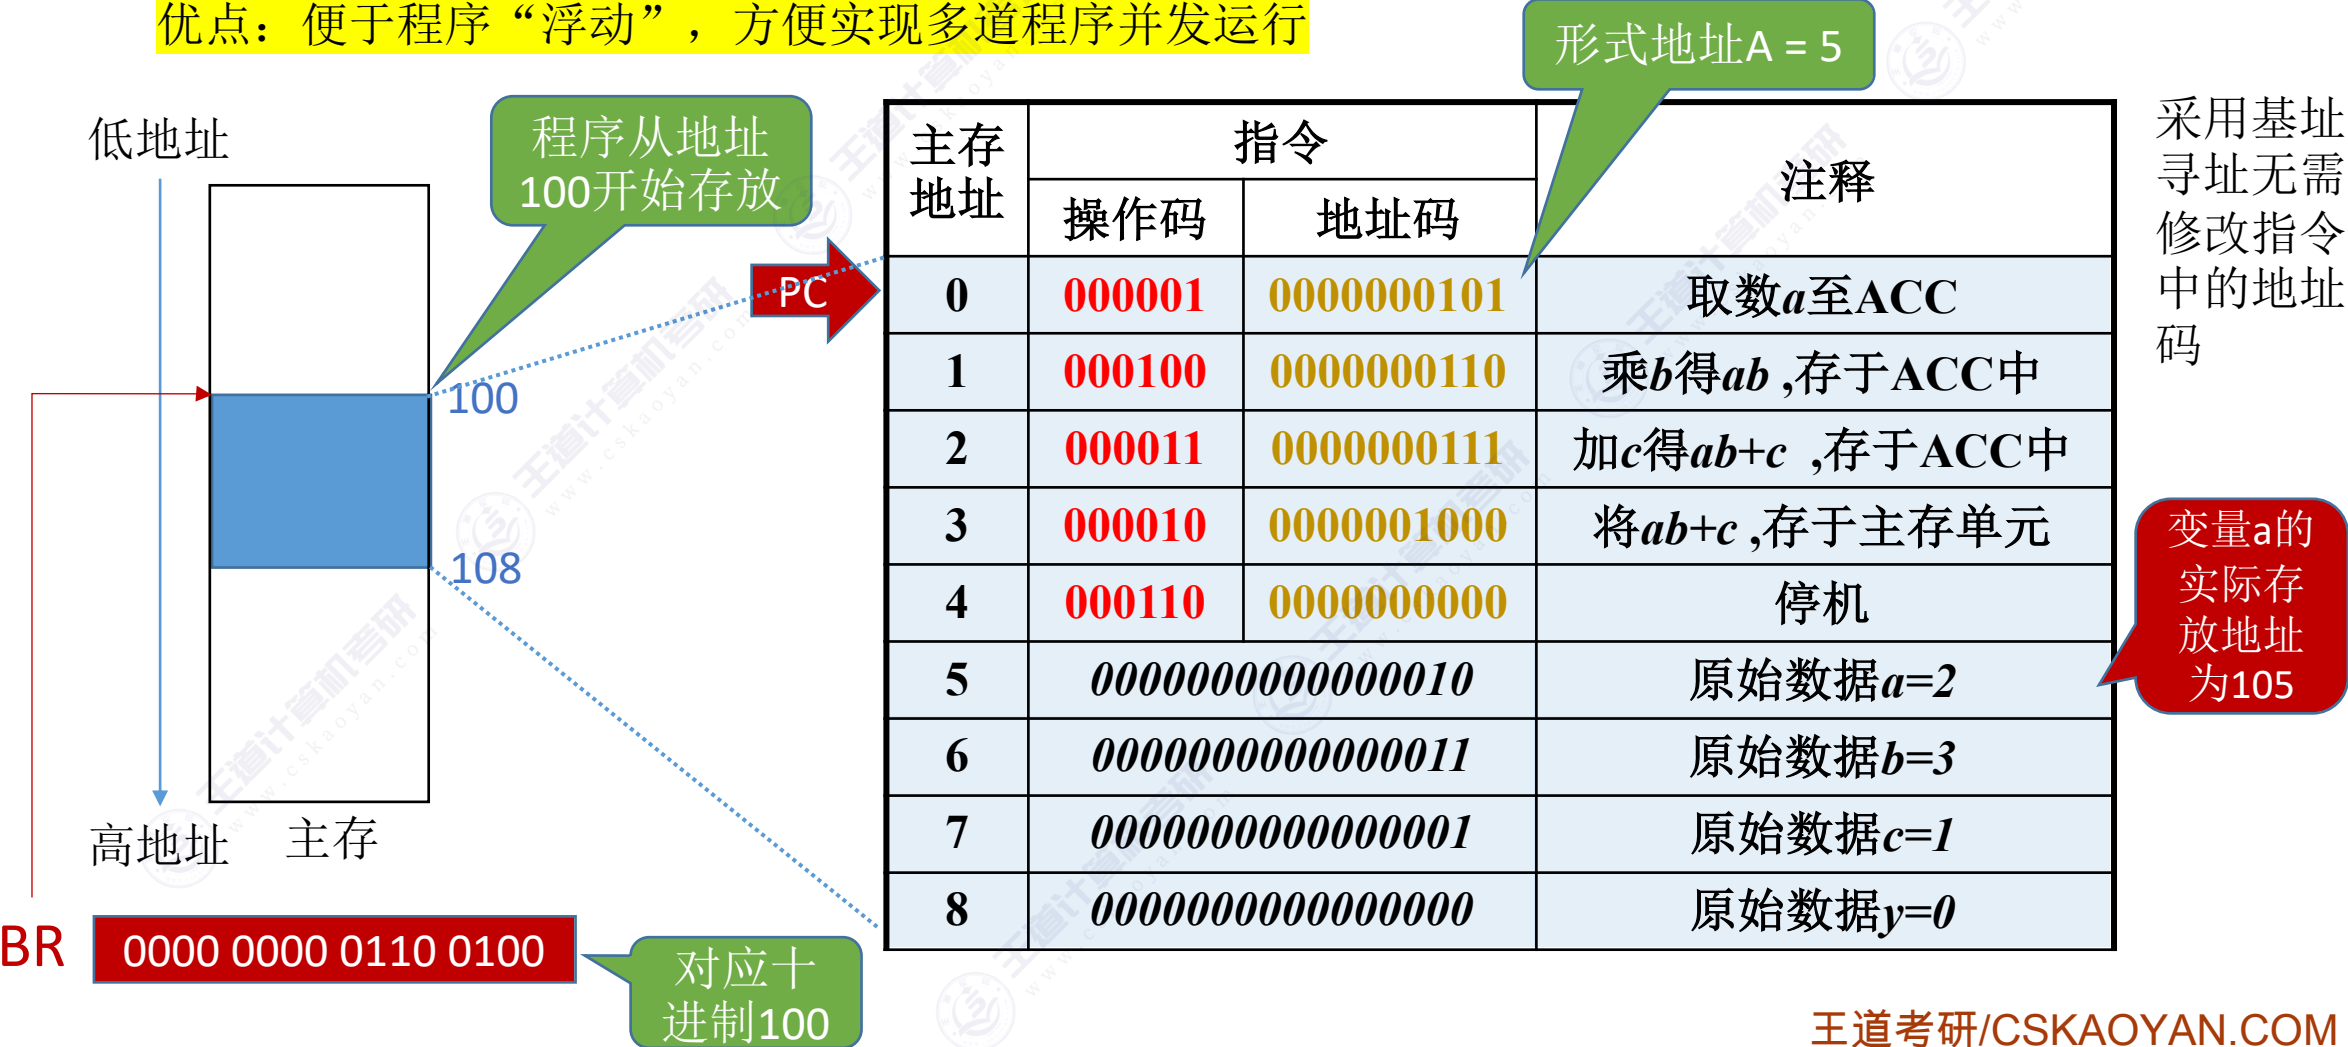 优点：便于程序“浮动”，方便实现多道程序并发运行
形式地址A = 5
程序从地址
100开始存放
低地址
采用基址
寻址无需
修改指令
中的地址
码
主存
地址
指令
注释
操作码 地址码
PC
0 000001 0000000101 取数a至ACC
1 000100 0000000110 乘b得ab ,存于ACC中
2 000011 0000000111 加c得ab+c ,存于ACC中
3 000010 0000001000 将ab+c ,存于主存单元
4 000110 0000000000 停机
5 0000000000000010 原始数据a=2
6 0000000000000011 原始数据b=3
7 0000000000000001 原始数据c=1
8 0000000000000000 原始数据y=0
100
108
变量a的
实际存
放地址
为105
高地址
主存
BR 0000 0000 0110 0100
对应十
进制100
王道考研/CSKAOYAN.COM